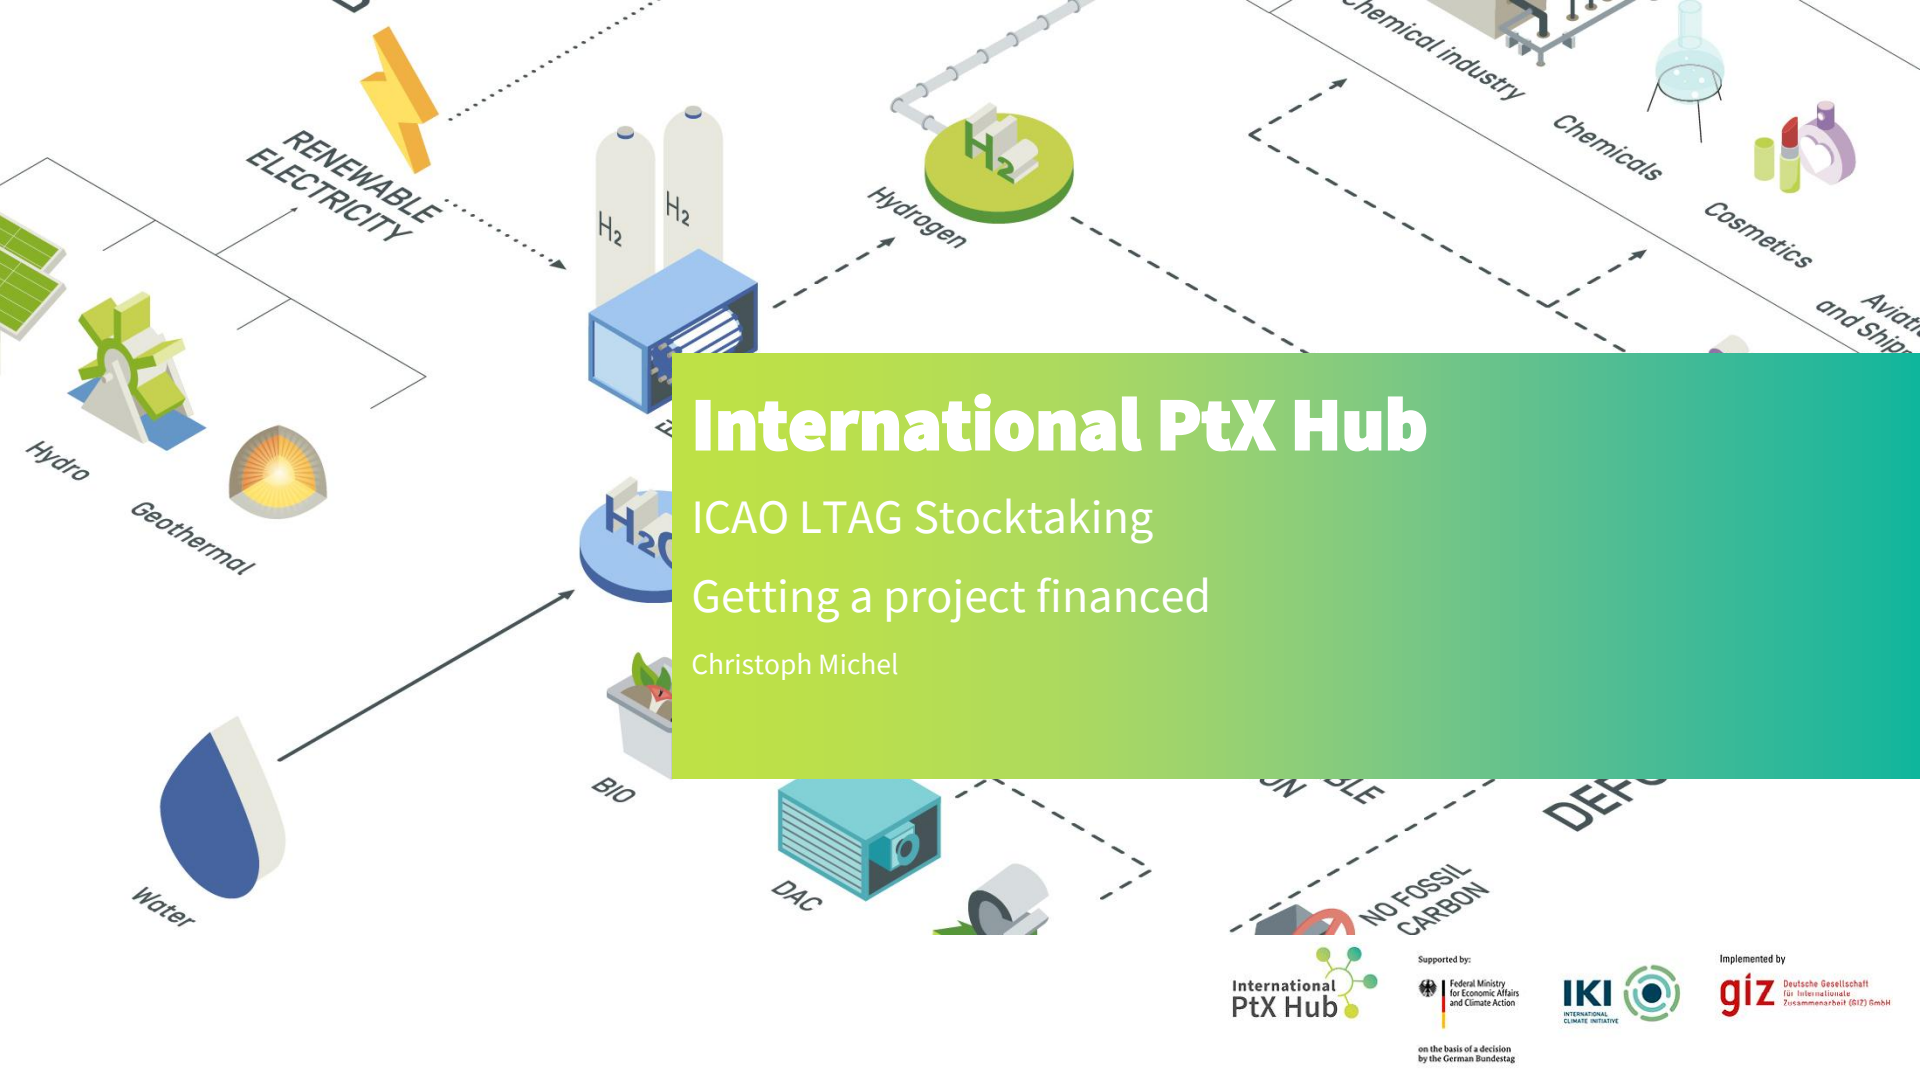 Chemical industry
Chemicals
Cosmetics
and Shipp
RENEWABLE
ELECTRICITY
H2
H2
H2
Hydrogen
Hydro
Geothermal
H2O
International PtX Hub
ICAO LTAG Stocktaking
Getting a project financed
Christoph Michel
BIO
DAC
Water
NO FOSSIL
CARBON
International
PtX Hub
Supported by:
Federal Ministry
for Economic Affairs
and Climate Action
on the basis of a decision
by the German Bundestag
IKI
INTERNATIONAL
CLIMATE INITIATIVE
Implemented by
giz
Deutsche Gesellschaft
für Internationale
Zusammenarbeit (GIZ) GmbH